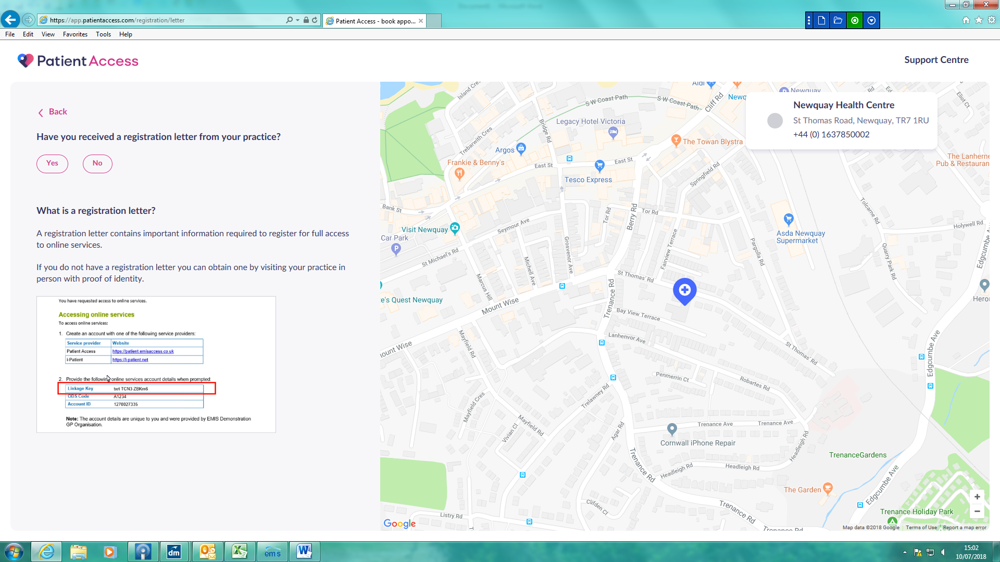 https://app.patientaccess.com/registration/letter
Patient Access - book appo...
File Edit View Favorites Tools Help
Patient Access
Support Centre
Back
Have you received a registration letter from your practice?
Yes No
What is a registration letter?
A registration letter contains important information required to register for full access
to online services.
If you do not have a registration letter you can obtain one by visiting your practice in
person with proof of identity.
You have requested access to online services.
Accessing online services
To access online services:
1. Create an account with one of the following service providers:
Service provider Website
Patient Access https://patient.emisaccess.co.uk
i-Patient https://i-patient.net
2. Provide the following online services account details when prompted:
Linkage Key txrt TCN3 ZBKm6
ODS Code A1234
Account ID 1270027335
Note: The account details are unique to you and were provided by EMIS Demonstration
GP Organisation.
Newquay Health Centre
St Thomas Road, Newquay, TR7 1RU
+44 (0) 1637850002
Island Cres
S W Coast Path
S W Coast Path
Cliff Rd
Aldi
Newq
Newquay
Rd
Ed
Eliot Ct
Legacy Hotel Victoria
Bridge Rd
Trebarwith Cres
Argos
The Towan Blystra
Frankie & Benny's
East St
East St
The Lanherne
Pub & Restauran
Tesco Express
Springfield Rd
Bank St
Berry Rd
Tor Rd
Tor Rd
Tolcarne Rd
Visit Newquay
Seymour Ave
Car Park
Asda Newquay
Supermarket
Holywell Rd
Edgcumbe Ave
St Michael's Rd
Grosvenor Ave
Michell Ave
Fairview Terrace
Pargolla Rd
Quarry Park Rd
Marcus Hill
St Thomas' Rd
e's Quest Newquay
Mount Wise
Trenance Rd
Bay View Terrace
Hero
Lanhenvor Ave
ount Wise
Mayfield Rd
St Thomas' Rd
Edgcumbe Ave
Penmerrin Ct
Robartes Rd
Trelawney Rd
Mayfield Cres
Mayfield Rd
Vivian Cl
Agar Rd
Trenance Ave
Trenance Ave
Cornwall iPhone Repair
Headleigh Rd
Trenance Rd
Headleigh Rd
Headleigh Rd
TrenanceGardens
The Garden
Edgcumbe Ave
Clifden Cl
Trenance Rd
Trenance Holiday Park
Listry Rd
Trenance Rd
Google
Map data ©2018 Google Terms of Use Report a map error
dm
emis
15:02
10/07/2018